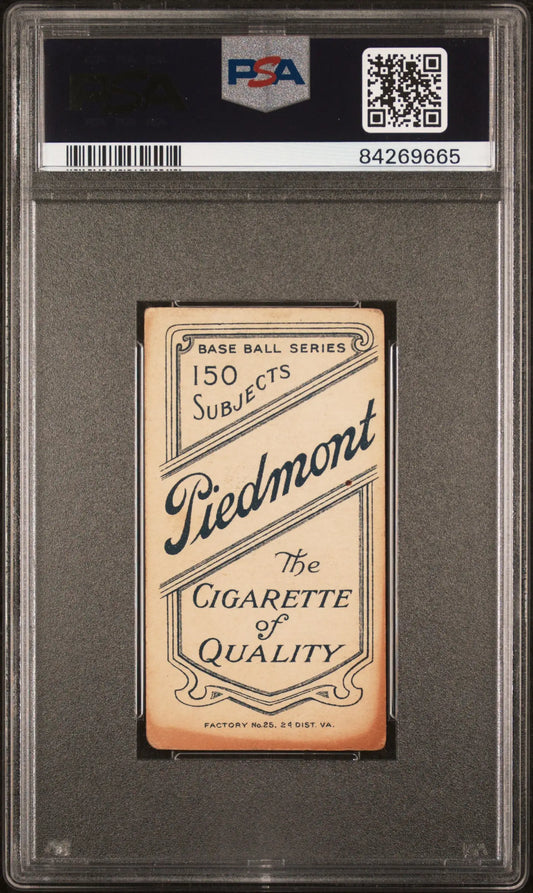 PSA
84269665
BASE BALL SERIES
150
SUBJECTS
Piedmont
The
CIGARETTE
of
QUALITY
FACTORY No.25, 2d DIST. VA.